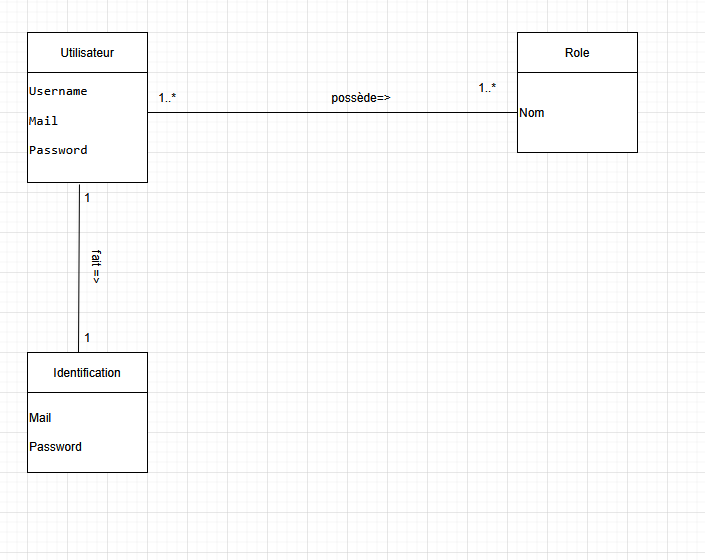 Utilisateur
Username
Mail
Password
1..*
possède=>
1..*
Role
Nom
1
fait =>
1
Identification
Mail
Password